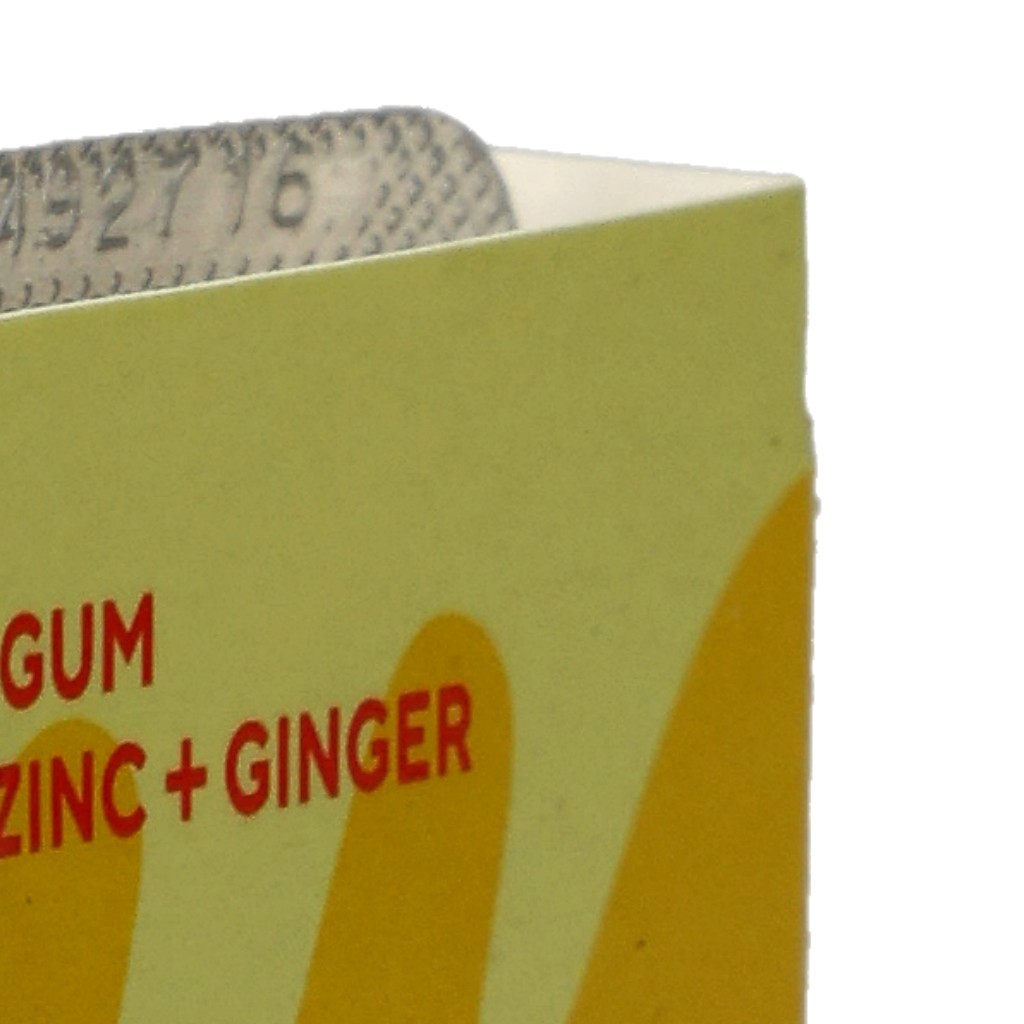 492716
GUM
ZINC + GINGER